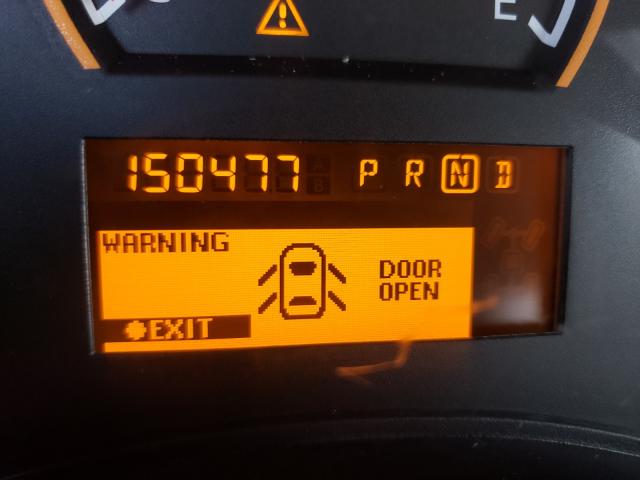 E
150477 P R N D
WARNING
DOOR
OPEN
EXIT